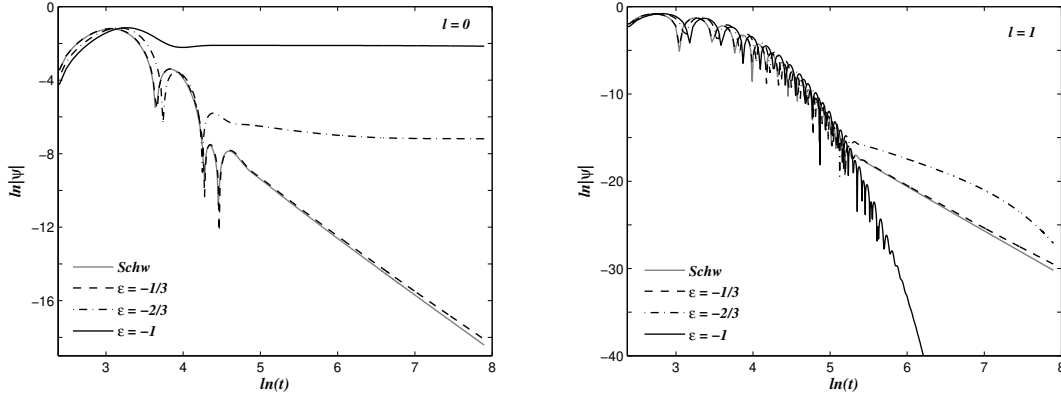 0
−4
−8
−12
−16
ln|ψ|
l = 0
Schw
ε = −1/3
ε = −2/3
ε = −1
3 4 5 6 7 8
ln(t)
0
−10
−20
−30
−40
ln|ψ|
l = 1
Schw
ε = −1/3
ε = −2/3
ε = −1
3 4 5 6 7 8
ln(t)